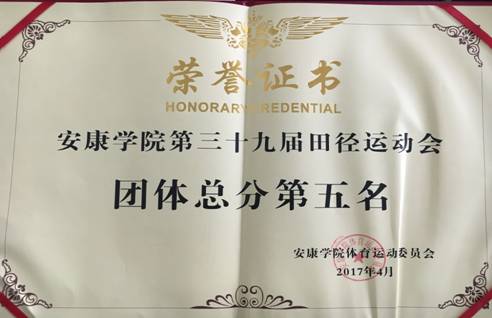 荣誉证书
HONORARY CREDENTIAL
安康学院第三十九届田径运动会
团体总分第五名
安康学院体育运动委员会
2017年4月